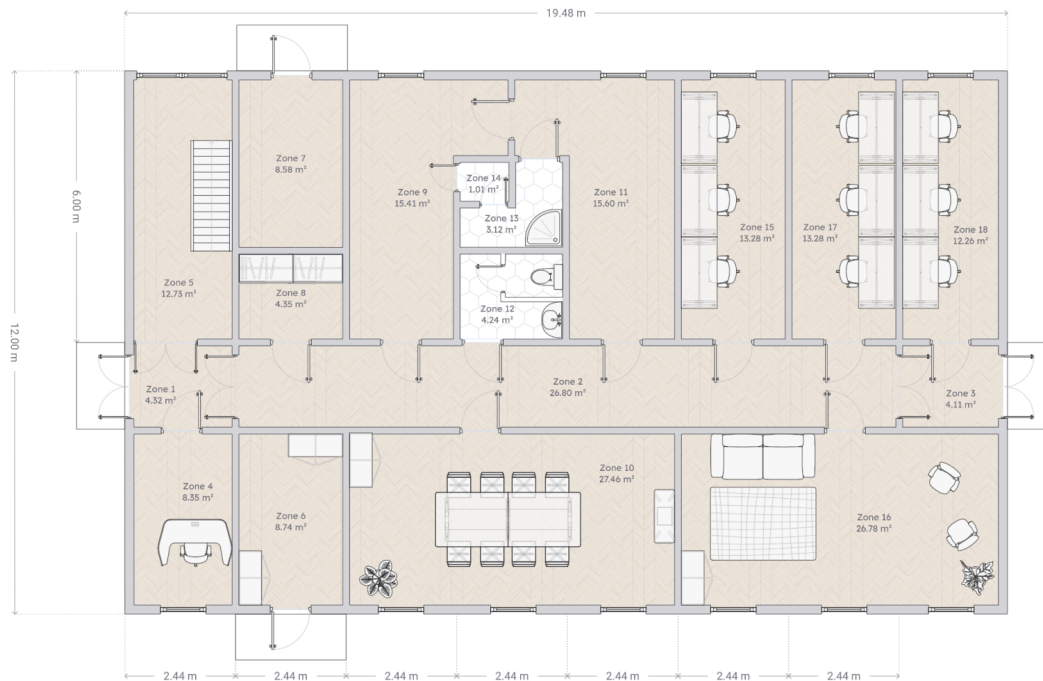 19.48 m
6.00 m
12.00 m
Zone 7
8.58 m²
Zone 14
1.01 m²
Zone 9
15.41 m²
Zone 11
15.60 m²
Zone 13
3.12 m²
Zone 15
13.28 m²
Zone 17
13.28 m²
Zone 18
12.26 m²
Zone 5
12.73 m²
Zone 8
4.35 m²
Zone 12
4.24 m²
Zone 1
4.32 m²
Zone 2
26.80 m²
Zone 3
4.11 m²
Zone 10
27.46 m²
Zone 4
8.35 m²
Zone 6
8.74 m²
Zone 16
26.78 m²
2.44 m
2.44 m
2.44 m
2.44 m
2.44 m
2.44 m
2.44 m